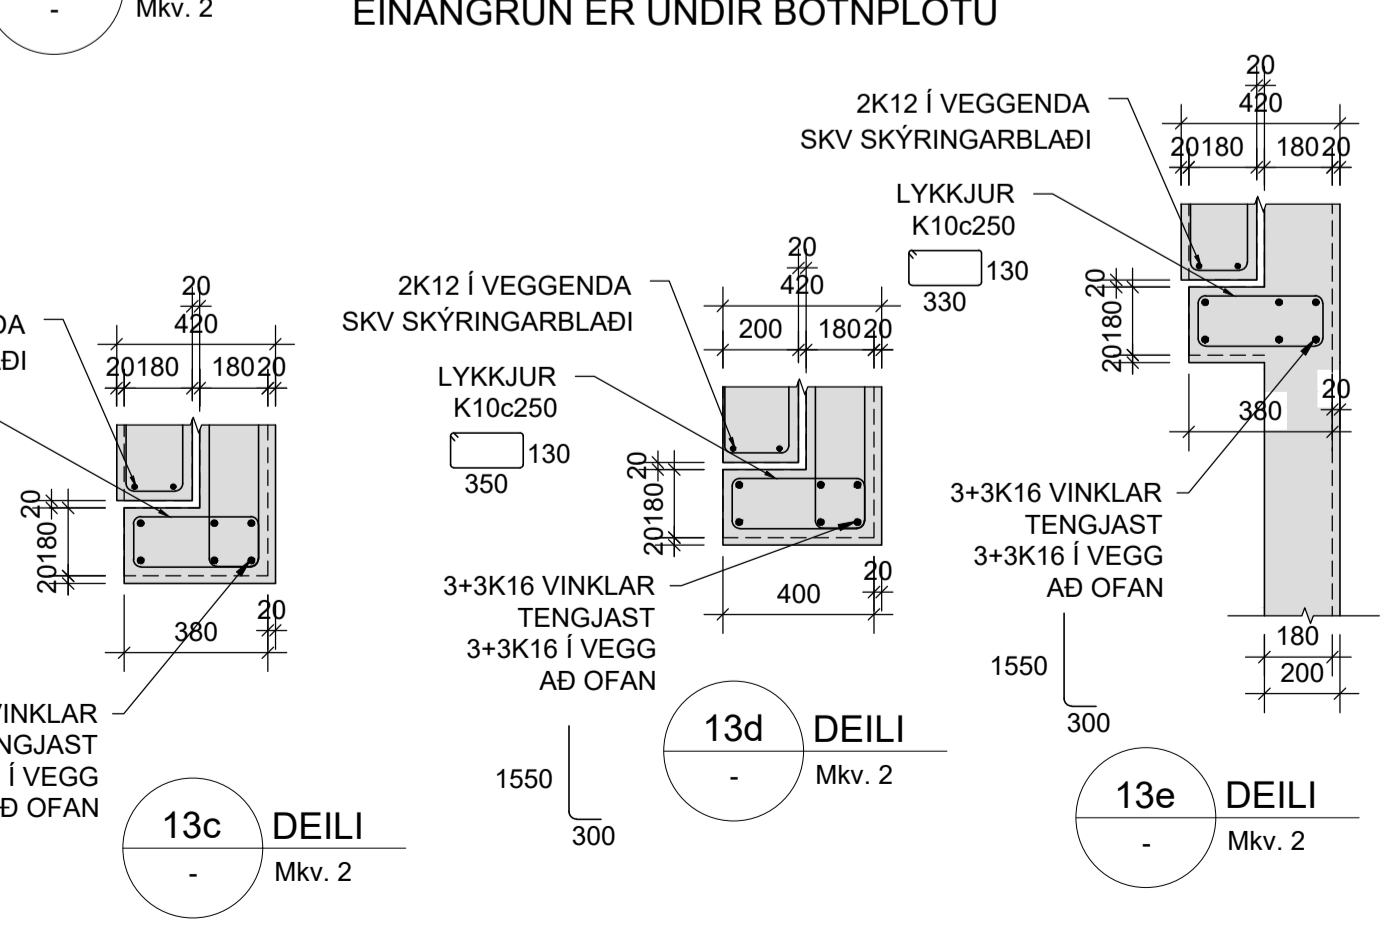 -
Mkv. 2
EINANGRUN ER UNDIR BOTNPLÖTU
20
420
20180
18020
20
20180
380
20
13c
-
DEILI
Mkv. 2
2K12 Í VEGGENDA
SKV SKÝRINGARBLAÐI
LYKKJUR
K10c250
130
350
20
420
200
18020
20
20180
20
400
3+3K16 VINKLAR
TENGJAST
3+3K16 Í VEGG
AÐ OFAN
1550
300
13d
-
DEILI
Mkv. 2
2K12 Í VEGGENDA
SKV SKÝRINGARBLAÐI
LYKKJUR
K10c250
130
330
20
420
20180
18020
20
20180
20
380
3+3K16 VINKLAR
TENGJAST
3+3K16 Í VEGG
AÐ OFAN
1550
300
180
200
13e
-
DEILI
Mkv. 2
Í VEGG
OFAN